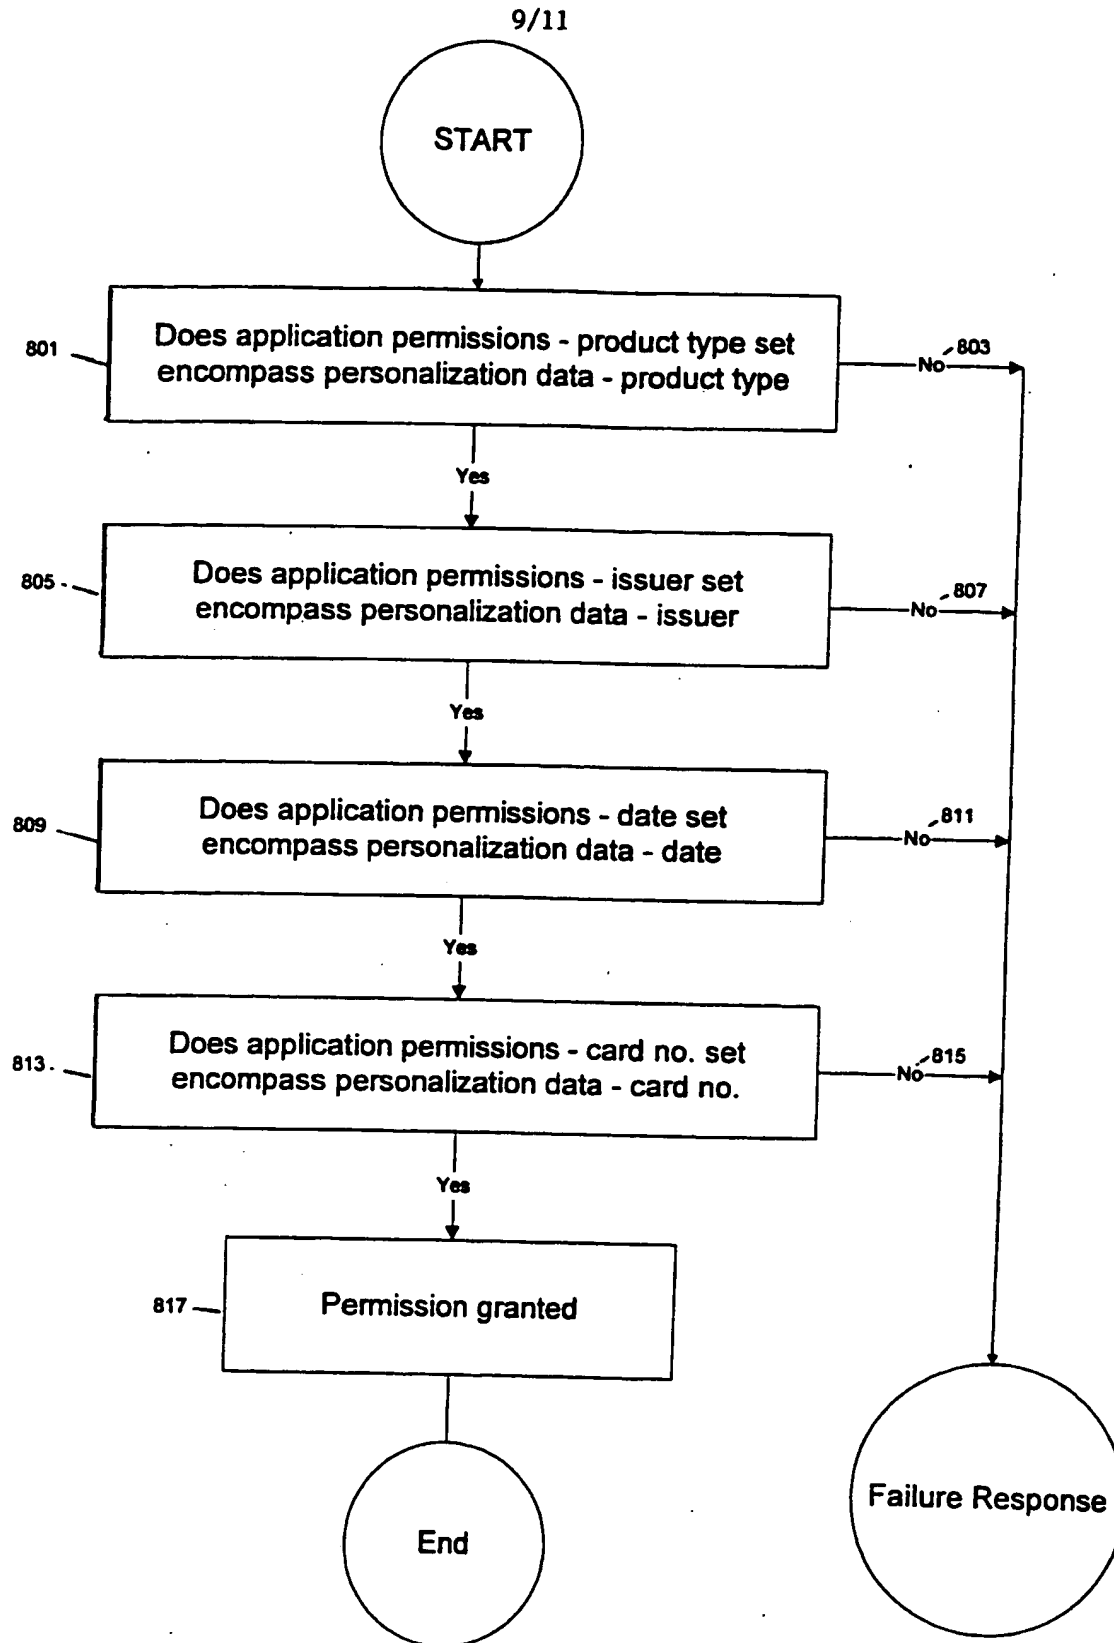 9/11
START
801
Does application permissions - product type set
encompass personalization data - product type
No
803
Yes
805
Does application permissions - issuer set
encompass personalization data - issuer
No
807
Yes
809
Does application permissions - date set
encompass personalization data - date
No
811
Yes
813
Does application permissions - card no. set
encompass personalization data - card no.
No
815
Yes
817
Permission granted
End
Failure Response